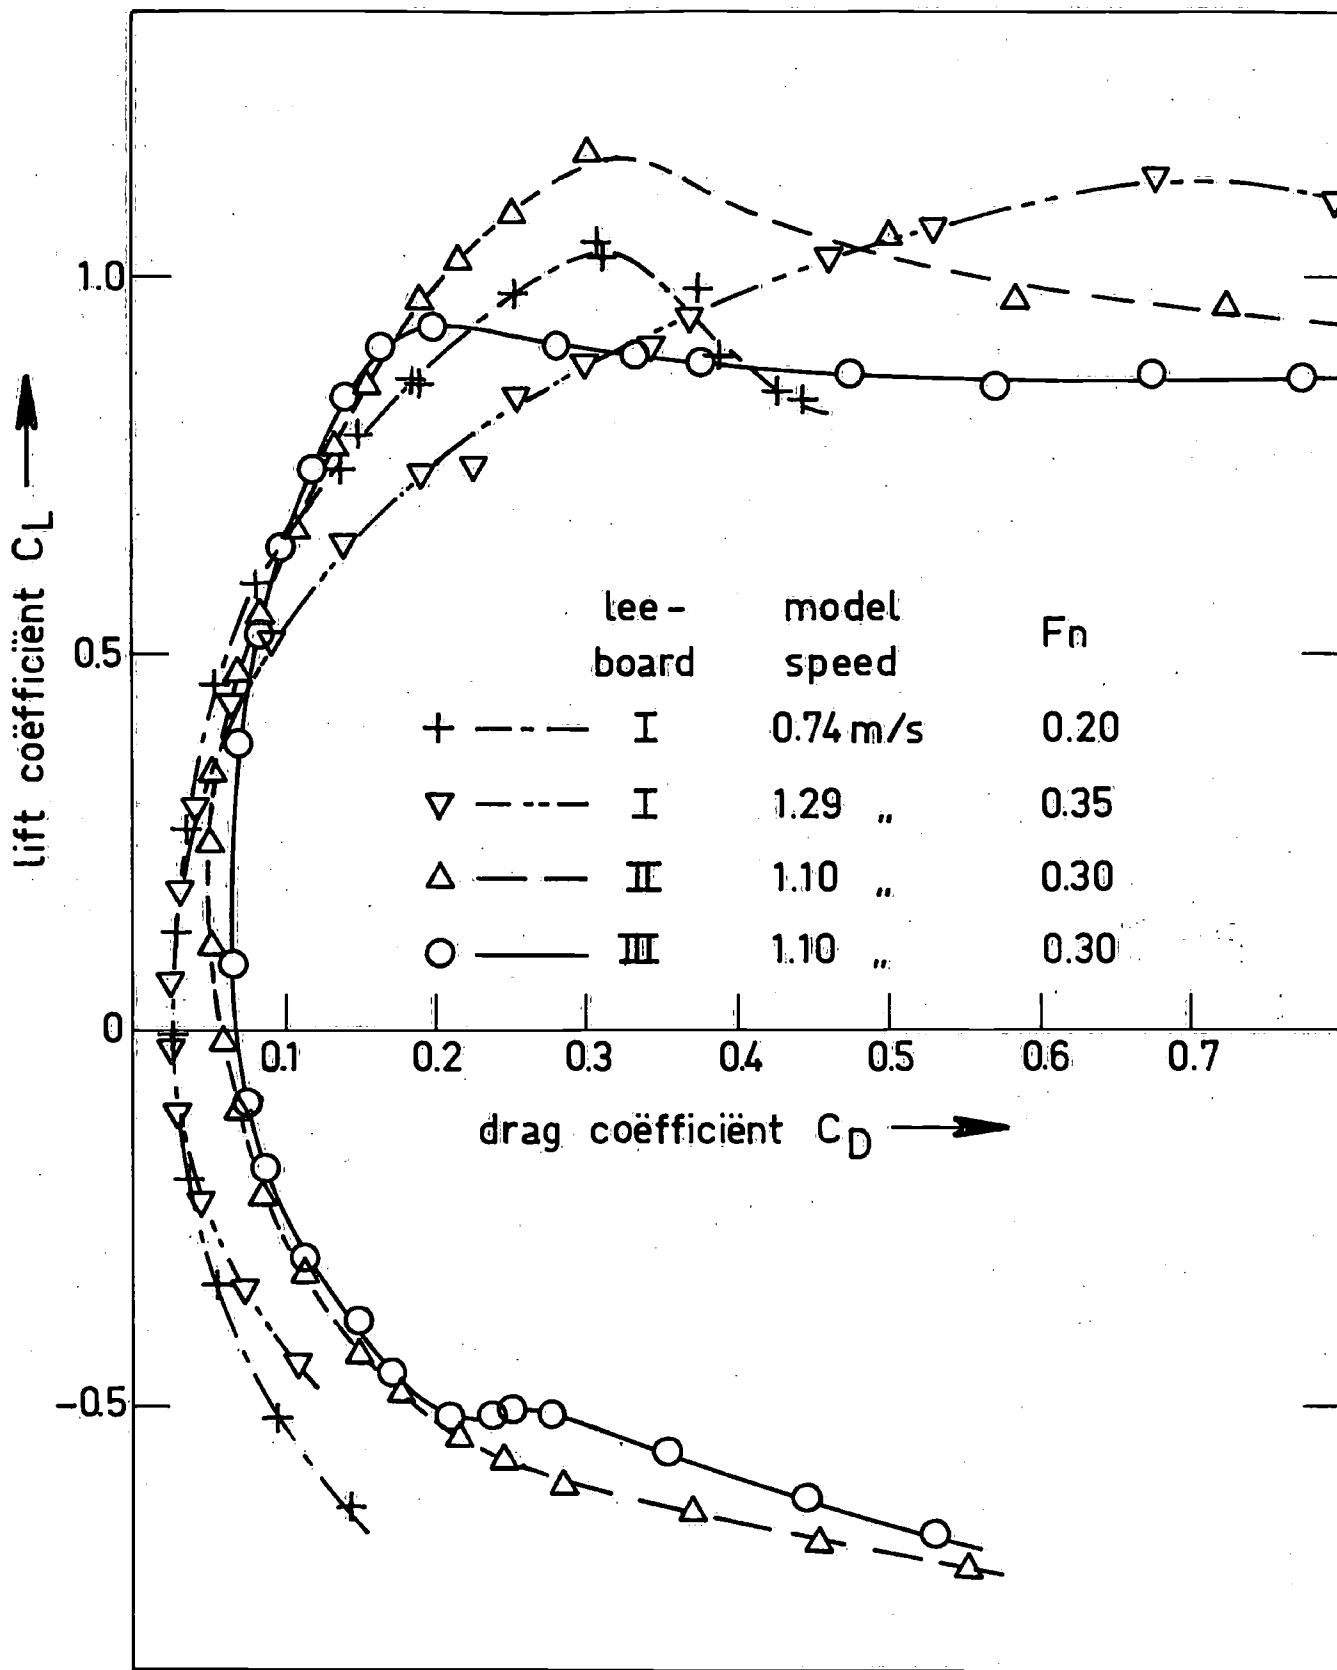 1.0
0.5
0
-0.5
lift coëfficiënt CL
lee- model Fn
board speed
I 0.74 m/s 0.20
I 1.29 „ 0.35
II 1.10 „ 0.30
III 1.10 „ 0.30
0.1 0.2 0.3 0.4 0.5 0.6 0.7
drag coëfficiënt CD